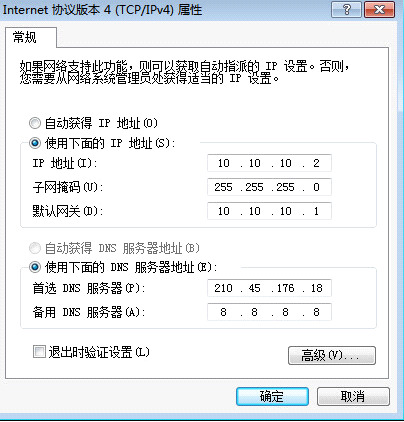 Internet 协议版本 4 (TCP/IPv4) 属性
常规
如果网络支持此功能，则可以获取自动指派的 IP 设置。否则，
您需要从网络系统管理员处获得适当的 IP 设置。
自动获得 IP 地址(O)
使用下面的 IP 地址(S):
IP 地址(I): 10 . 10 . 10 . 2
子网掩码(U): 255 . 255 . 255 . 0
默认网关(D): 10 . 10 . 10 . 1
自动获得 DNS 服务器地址(B)
使用下面的 DNS 服务器地址(E):
首选 DNS 服务器(P): 210 . 45 . 176 . 18
备用 DNS 服务器(A): 8 . 8 . 8 . 8
退出时验证设置(L)
高级(V)...
确定 取消